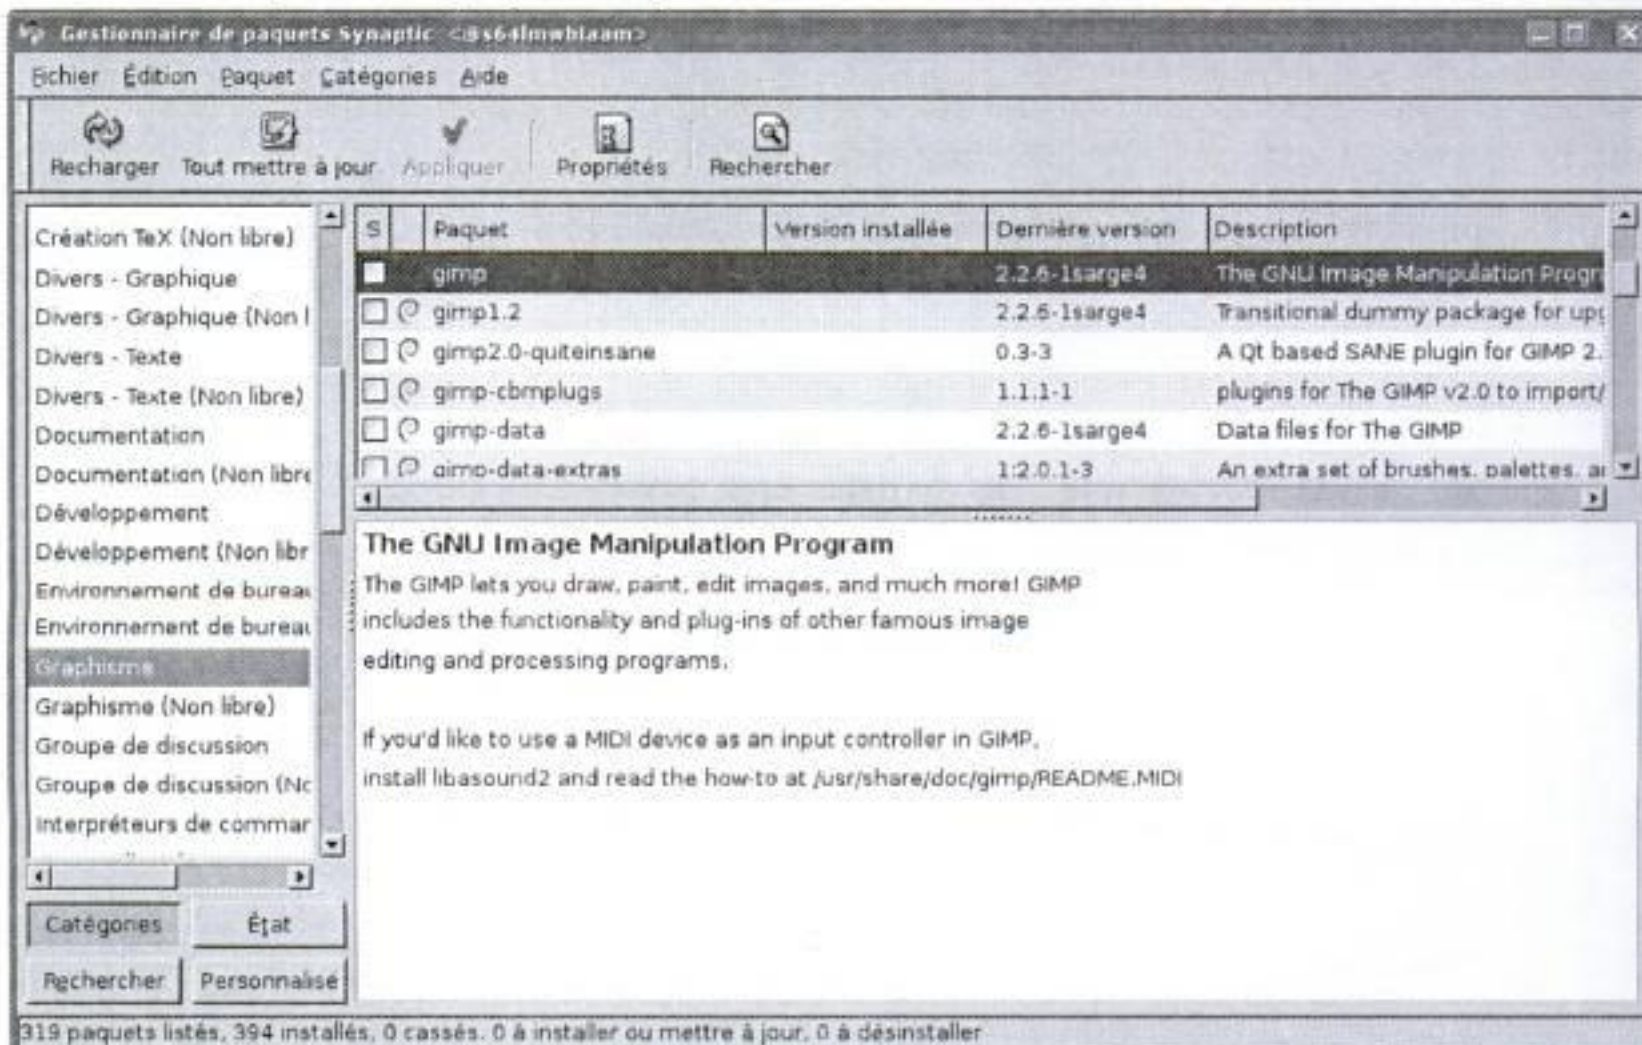 Gestionnaire de paquets Synaptic
Fichier Édition Paquet Catégories Aide
Recharger Tout mettre à jour Appliquer Propriétés Rechercher
S Paquet Version installée Dernière version Description
gimp 2.2.6-1sarge4 The GNU Image Manipulation Progr
gimp1.2 2.2.6-1sarge4 Transitional dummy package for upg
gimp2.0-quiteinsane 0.3-3 A Qt based SANE plugin for GIMP 2.
gimp-cbmplugs 1.1.1-1 plugins for The GIMP v2.0 to import/
gimp-data 2.2.6-1sarge4 Data files for The GIMP
gimp-data-extras 1:2.0.1-3 An extra set of brushes, palettes, ar
Création TeX (Non libre)
Divers - Graphique
Divers - Graphique (Non l
Divers - Texte
Divers - Texte (Non libre)
Documentation
Documentation (Non libre
Développement
Développement (Non libr
Environnement de bureau
Environnement de bureau
Graphisme
Graphisme (Non libre)
Groupe de discussion
Groupe de discussion (No
Interpréteurs de commar
Catégories État
Rechercher Personnalisé
The GNU Image Manipulation Program
The GIMP lets you draw, paint, edit images, and much more! GIMP
includes the functionality and plug-ins of other famous image
editing and processing programs.
If you'd like to use a MIDI device as an input controller in GIMP,
install libasound2 and read the how-to at /usr/share/doc/gimp/README.MIDI
319 paquets listés, 394 installés, 0 cassés. 0 à installer ou mettre à jour, 0 à désinstaller